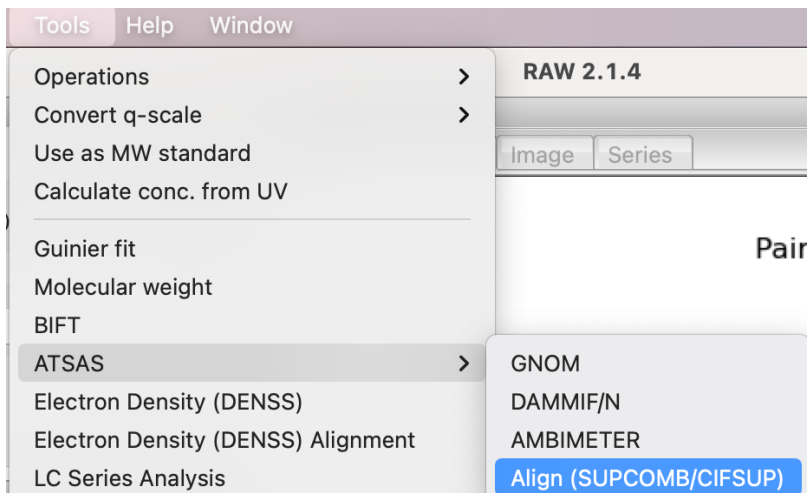 Tools Help Window
RAW 2.1.4
Operations
Convert q-scale
Use as MW standard
Calculate conc. from UV
Image Series
Guinier fit
Molecular weight
BIFT
ATSAS
Electron Density (DENSS)
Electron Density (DENSS) Alignment
LC Series Analysis
Pair
GNOM
DAMMIF/N
AMBIMETER
Align (SUPCOMB/CIFSUP)